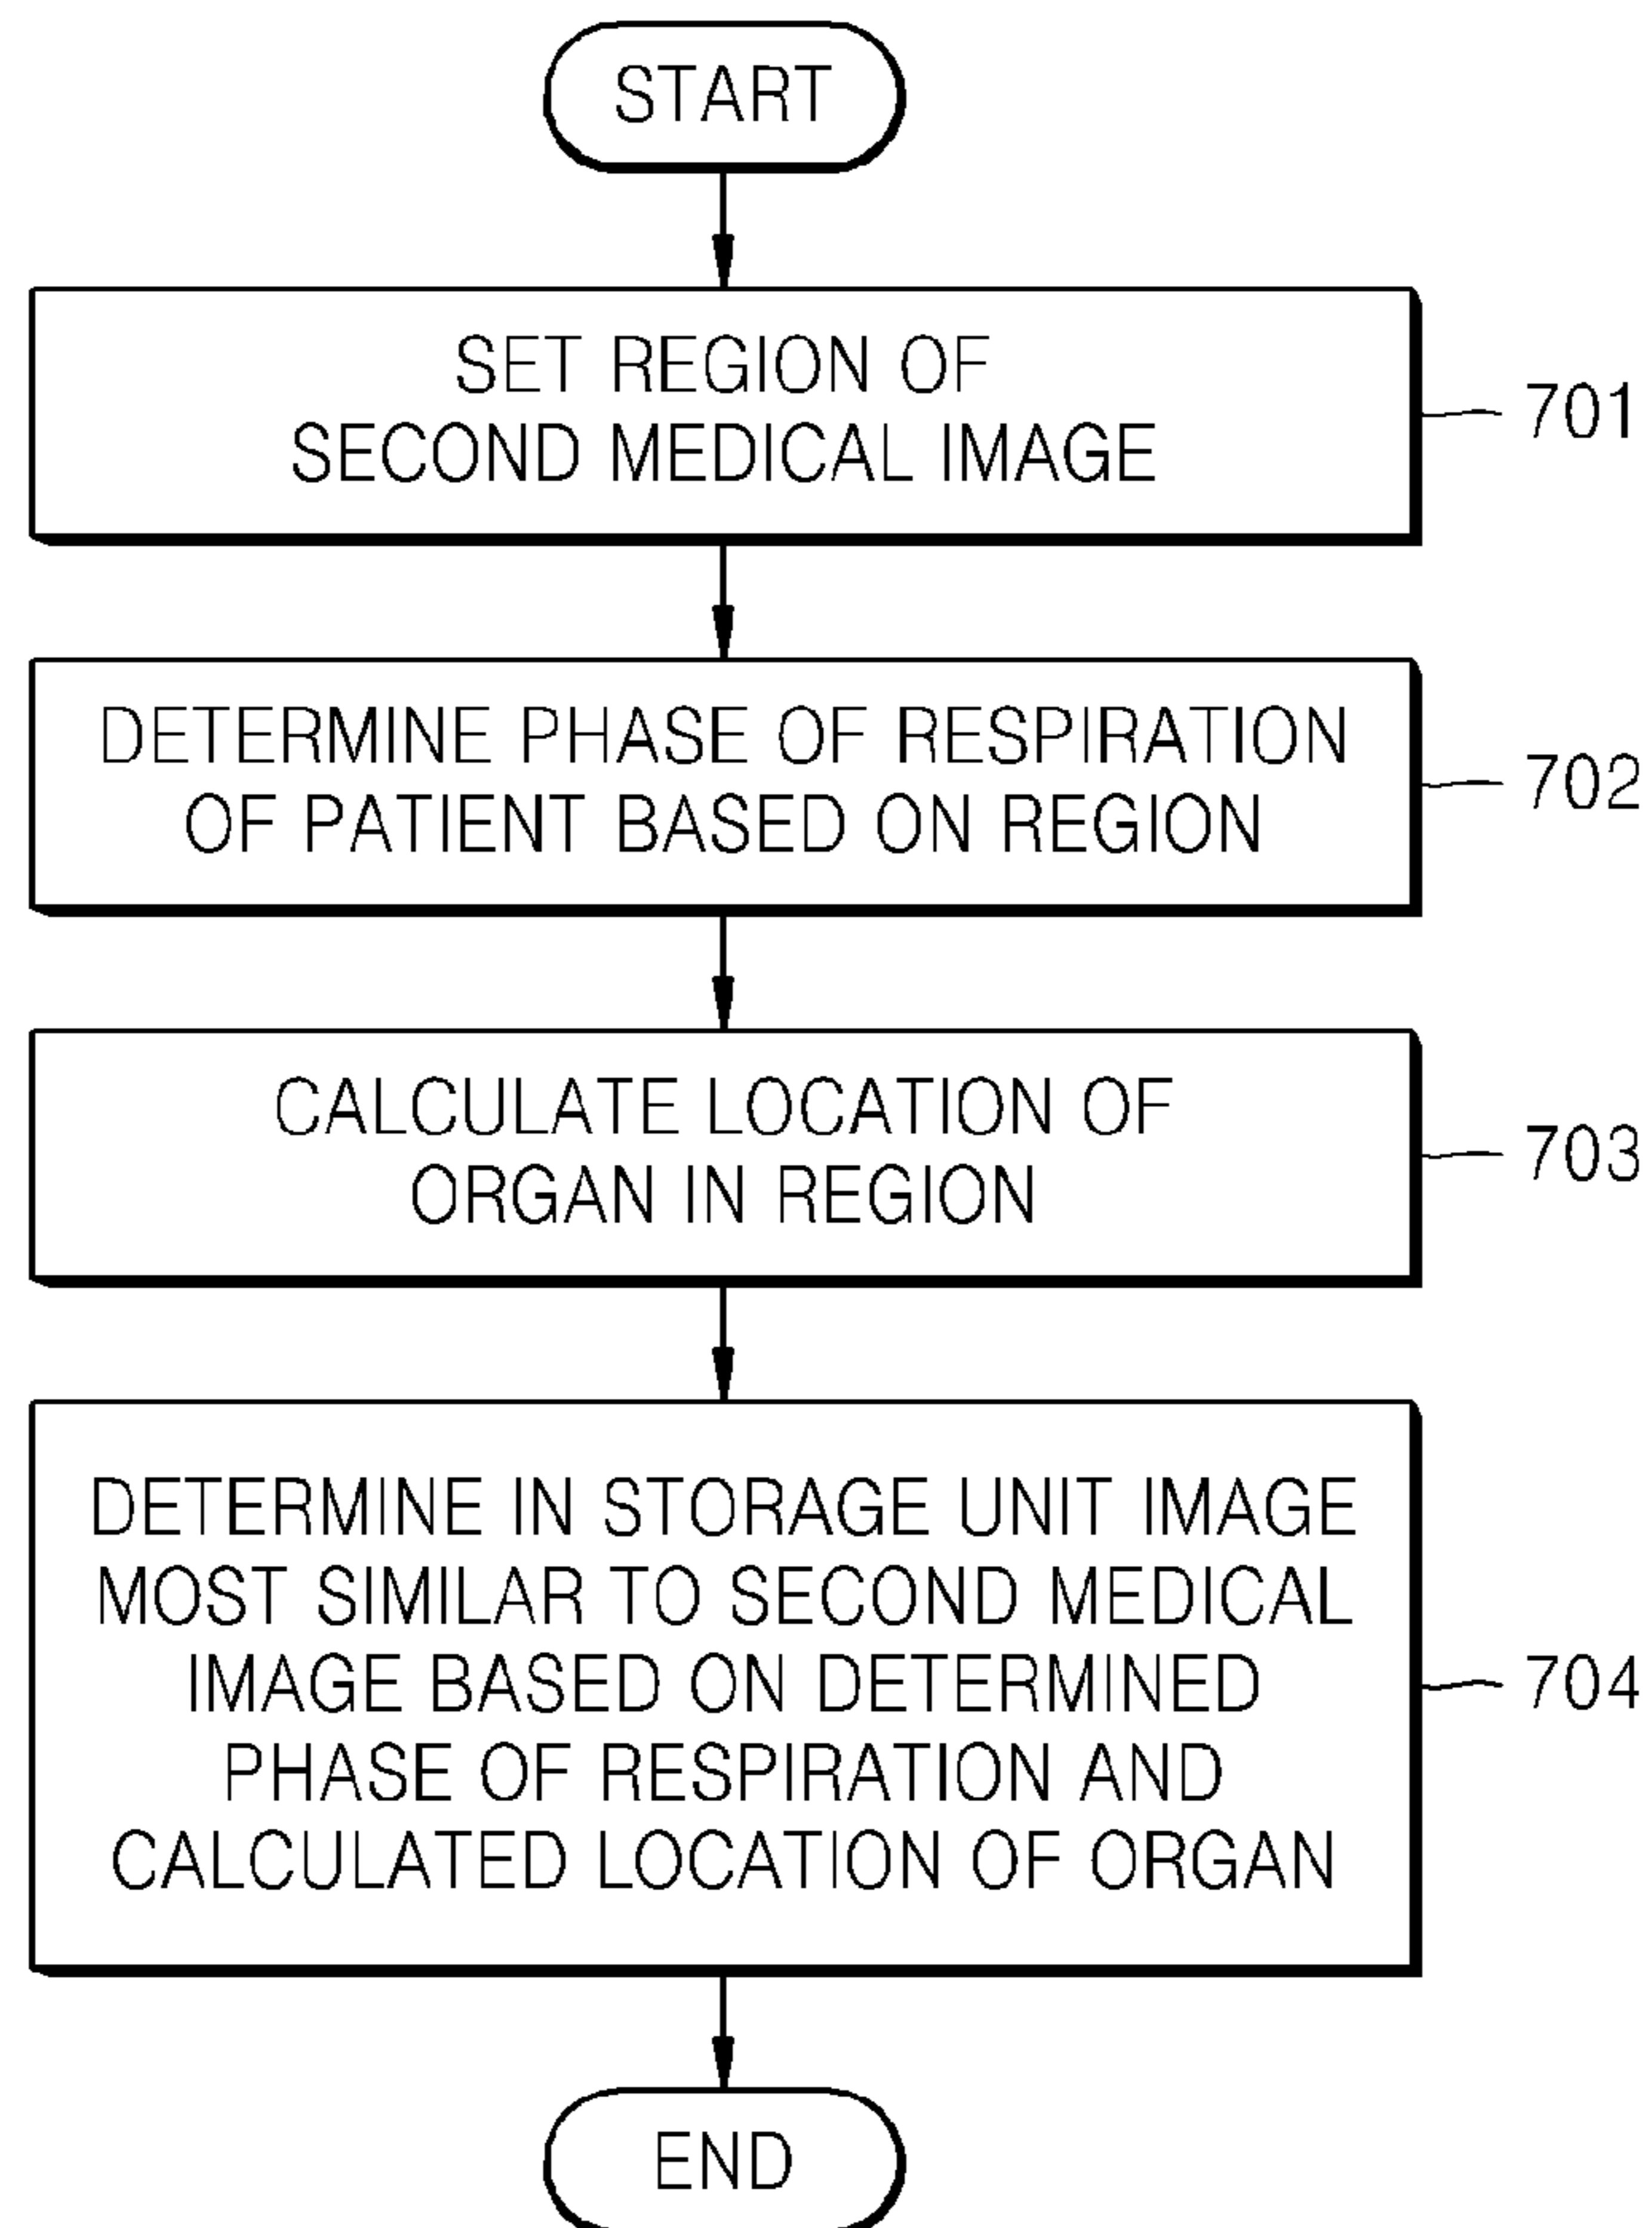 START
SET REGION OF
SECOND MEDICAL IMAGE
701
DETERMINE PHASE OF RESPIRATION
OF PATIENT BASED ON REGION
702
CALCULATE LOCATION OF
ORGAN IN REGION
703
DETERMINE IN STORAGE UNIT IMAGE
MOST SIMILAR TO SECOND MEDICAL
IMAGE BASED ON DETERMINED
PHASE OF RESPIRATION AND
CALCULATED LOCATION OF ORGAN
704
END